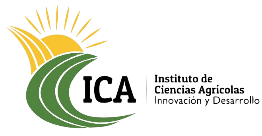 ICA
Instituto de
Ciencias Agrícolas
Innovación y Desarrollo